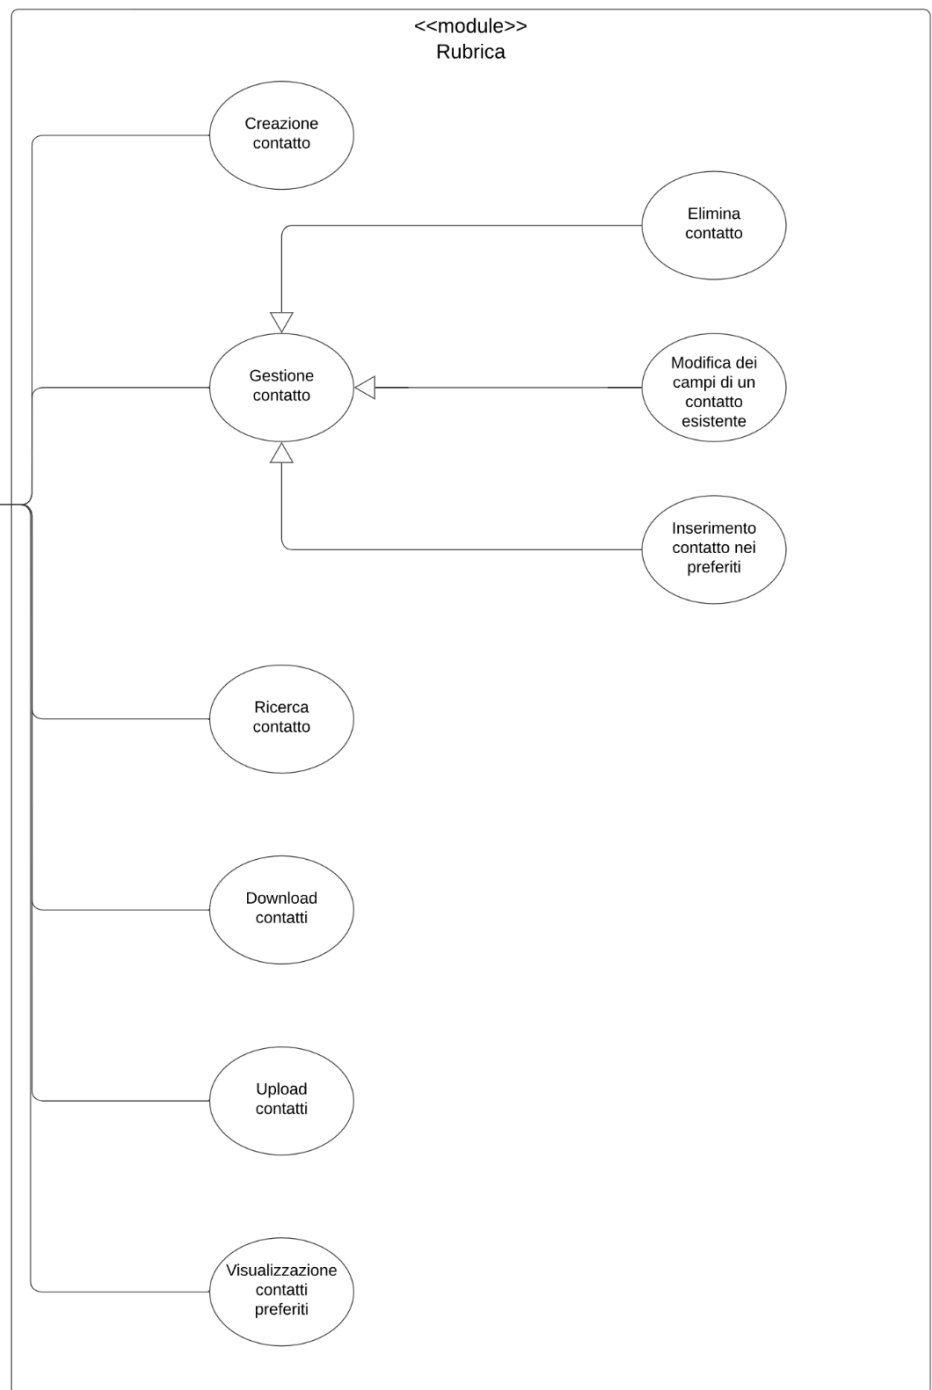 <<module>>
Rubrica
Creazione
contatto
Elimina
contatto
Gestione
contatto
Modifica dei
campi di un
contatto
esistente
Inserimento
contatto nei
preferiti
Ricerca
contatto
Download
contatti
Upload
contatti
Visualizzazione
contatti
preferiti